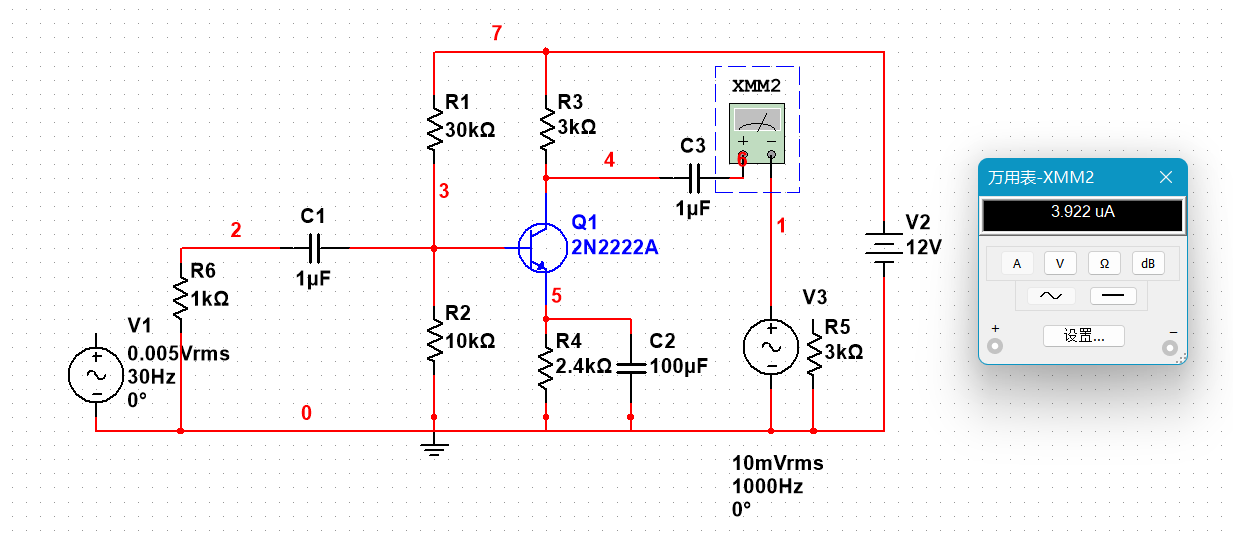 7
XMM2
R1
30kΩ
R3
3kΩ
+ −
6
C3
1µF
4
3
万用表-XMM2
3.922 uA
A V Ω dB
设置...
+ −
2
C1
1µF
Q1
2N2222A
1
V2
12V
R6
1kΩ
5
V3
R5
3kΩ
R2
10kΩ
R4
2.4kΩ
C2
100µF
V1
0.005Vrms
30Hz
0°
0
10mVrms
1000Hz
0°